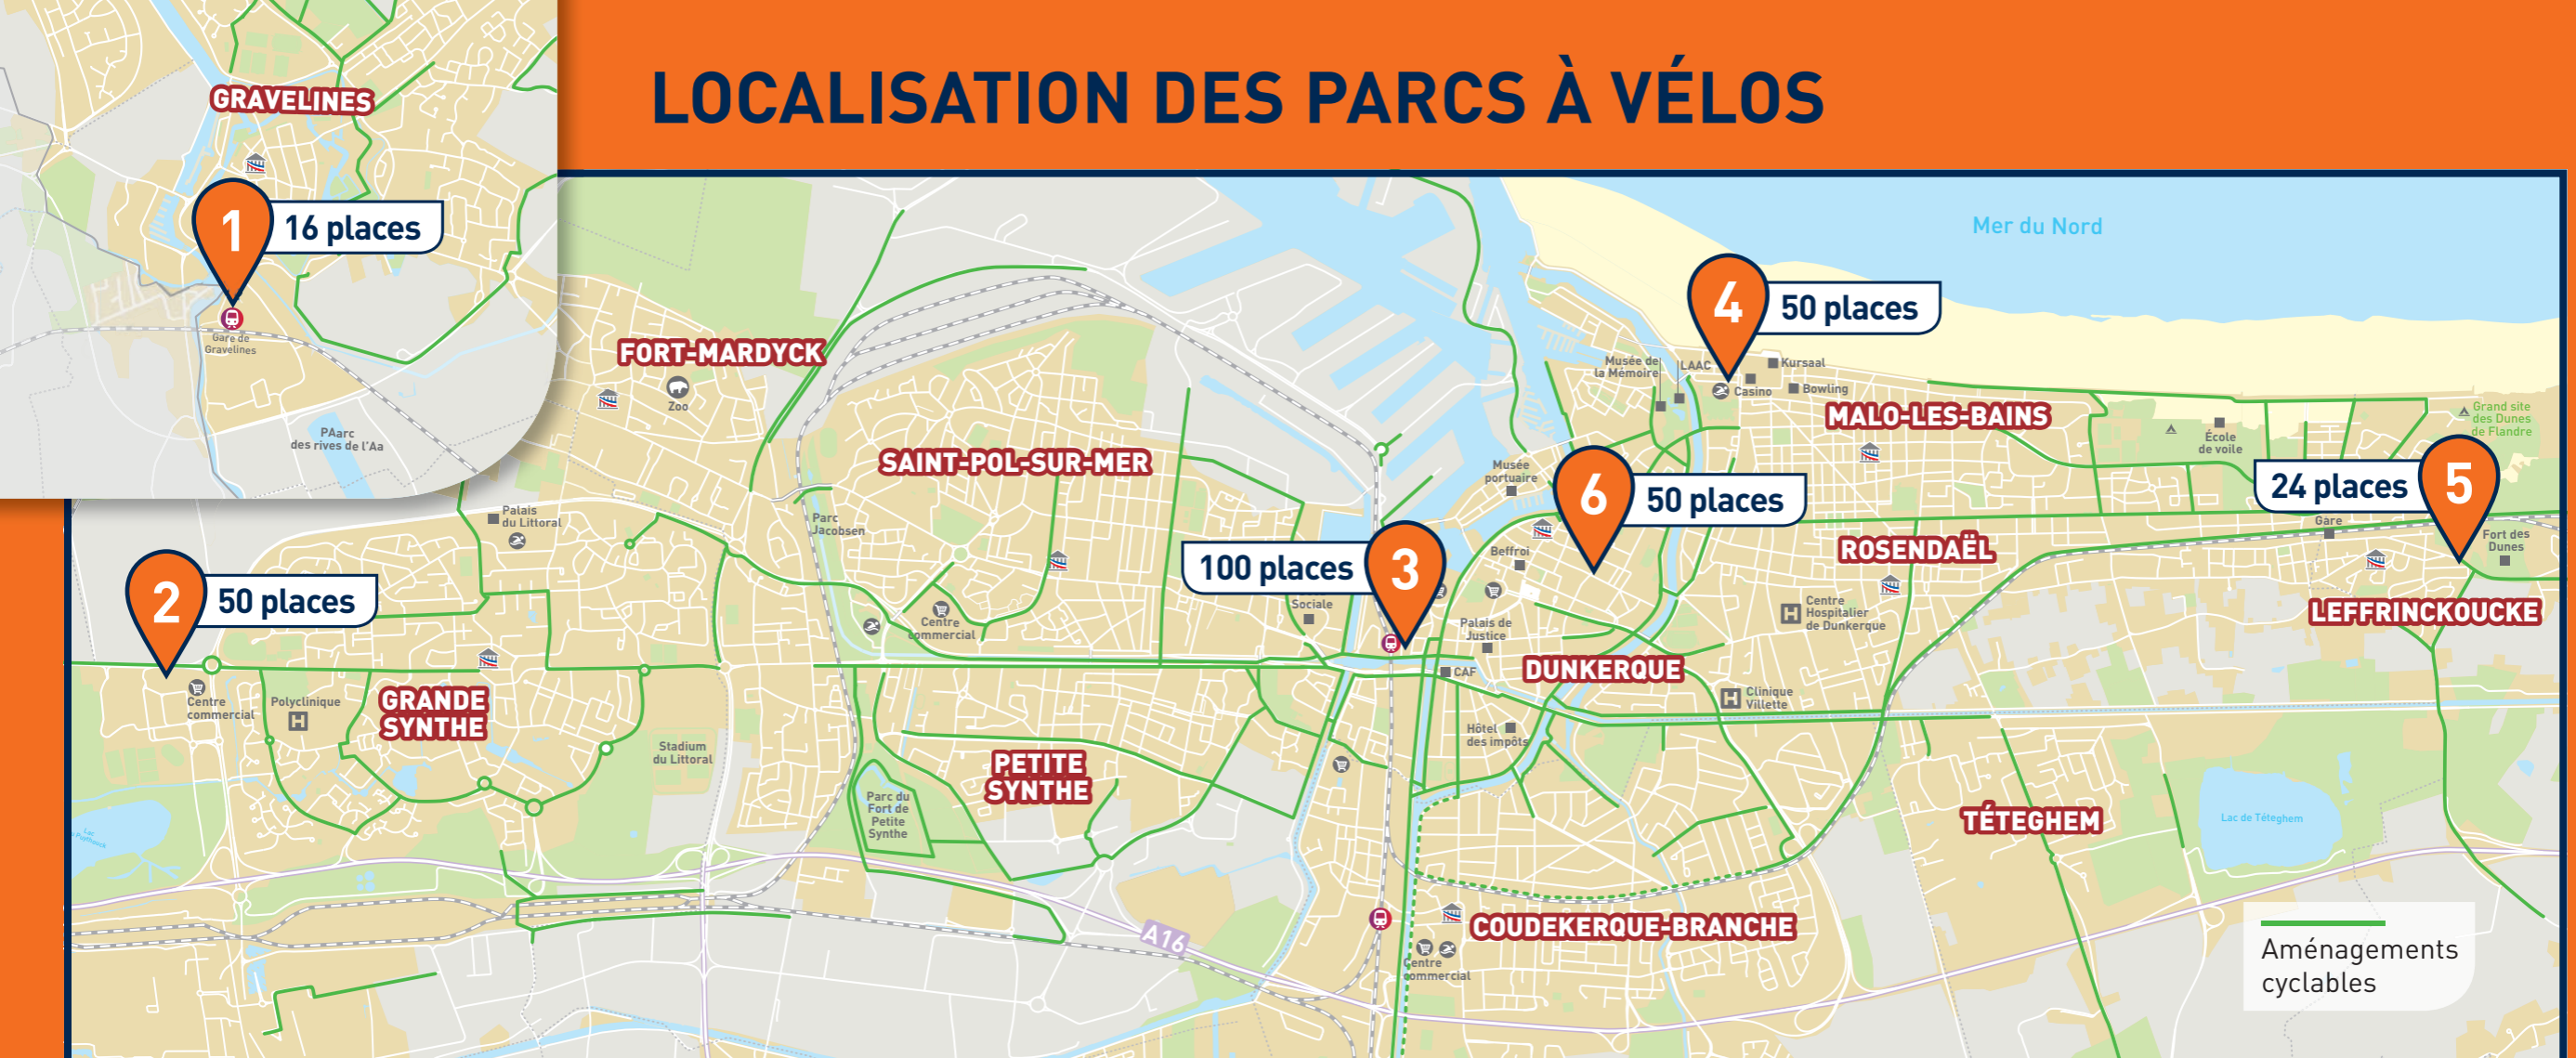 LOCALISATION DES PARCS À VÉLOS
GRAVELINES
1
16 places
Gare de
Gravelines
PAarc
des rives de l'Aa
Mer du Nord
4
50 places
Musée de
la Mémoire
LAAC
Kursaal
Casino
Bowling
MALO-LES-BAINS
Grand site
des Dunes
de Flandre
École
de voile
FORT-MARDYCK
Zoo
SAINT-POL-SUR-MER
Musée
portuaire
6
50 places
24 places
5
Gare
Fort des
Dunes
Palais
du Littoral
Parc
Jacobsen
100 places
3
Beffroi
ROSENDAËL
2
50 places
Centre
commercial
Sociale
Palais de
Justice
Centre
Hospitalier
de Dunkerque
H
LEFFRINCKOUCKE
CAF
DUNKERQUE
Centre
commercial
Polyclinique
H
GRANDE
SYNTHE
H
Clinique
Villette
Hôtel
des impôts
Stadium
du Littoral
PETITE
SYNTHE
Parc du
Fort de
Petite
Synthe
TÉTEGHEM
Lac de Téteghem
Lac
A16
COUDEKERQUE-BRANCHE
Centre
commercial
Aménagements
cyclables